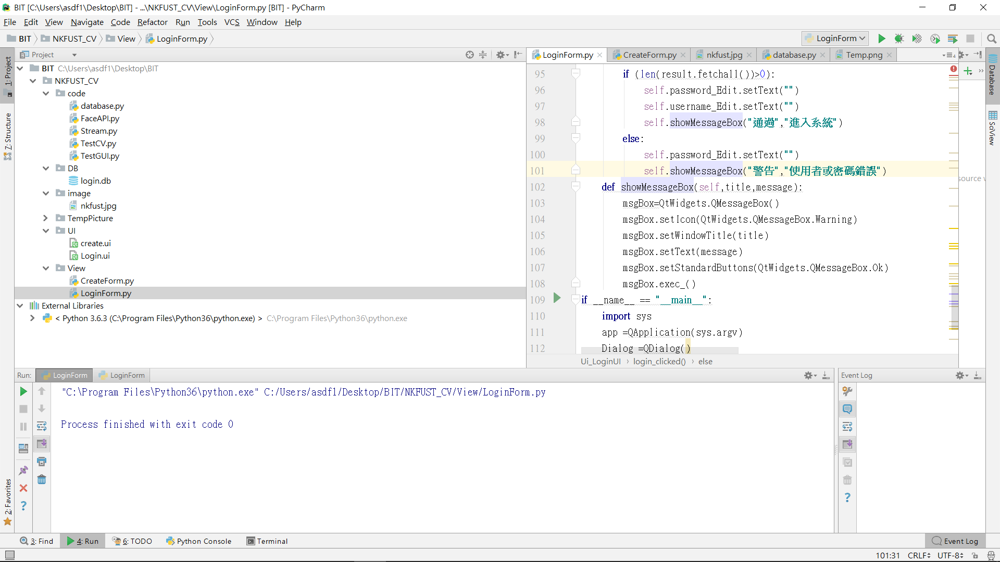 BIT [C:\Users\asdf1\Desktop\BIT] - ...\NKFUST_CV\View\LoginForm.py [BIT] - PyCharm
File Edit View Navigate Code Refactor Run Tools VCS Window Help
BIT NKFUST_CV View LoginForm.py
LoginForm
Project
BIT C:\Users\asdf1\Desktop\BIT
NKFUST_CV
code
database.py
FaceAPI.py
Stream.py
TestCV.py
TestGUI.py
DB
login.db
image
nkfust.jpg
TempPicture
UI
create.ui
Login.ui
View
CreateForm.py
LoginForm.py
External Libraries
< Python 3.6.3 (C:\Program Files\Python36\python.exe) > C:\Program Files\Python36\python.exe
1: Project
7: Structure
2: Favorites
LoginForm.py CreateForm.py nkfust.jpg database.py Temp.png
4
95 if (len(result.fetchall())>0):
96 self.password_Edit.setText("")
97 self.username_Edit.setText("")
98 self.showMessageBox("通過","進入系統")
99 else:
100 self.password_Edit.setText("")
101 self.showMessageBox("警告","使用者或密碼錯誤")
102 def showMessageBox(self,title,message):
103 msgBox=QtWidgets.QMessageBox()
104 msgBox.setIcon(QtWidgets.QMessageBox.Warning)
105 msgBox.setWindowTitle(title)
106 msgBox.setText(message)
107 msgBox.setStandardButtons(QtWidgets.QMessageBox.Ok)
108 msgBox.exec_()
109 if __name__ == "__main__":
110 import sys
111 app =QApplication(sys.argv)
112 Dialog =QDialog()
Ui_LoginUI › login_clicked() › else
source
Database
SciView
Run: LoginForm LoginForm
"C:\Program Files\Python36\python.exe" C:/Users/asdf1/Desktop/BIT/NKFUST_CV/View/LoginForm.py
Process finished with exit code 0
Event Log
3: Find 4: Run 6: TODO Python Console Terminal Event Log
101:31 CRLF UTF-8